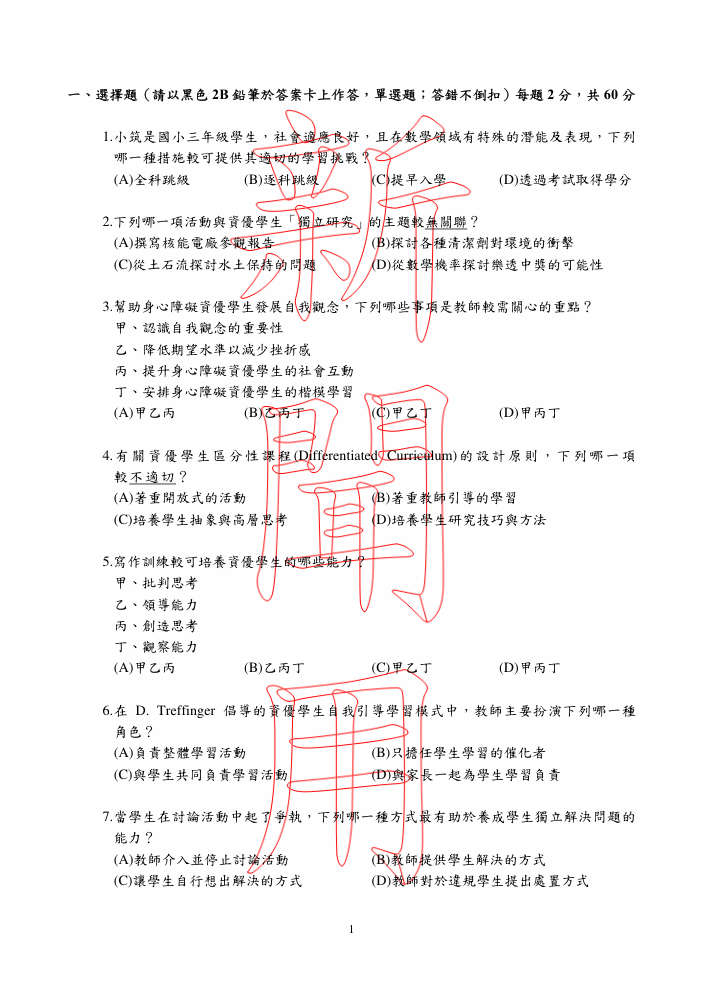 一、選擇題（請以黑色 2B 鉛筆於答案卡上作答，單選題；答錯不倒扣）每題 2 分，共 60 分
1.小筑是國小三年級學生，社會適應良好，且在數學領域有特殊的潛能及表現，下列
哪一種措施較可提供其適切的學習挑戰？
(A)全科跳級 (B)逐科跳級 (C)提早入學 (D)透過考試取得學分
2.下列哪一項活動與資優學生「獨立研究」的主題較無關聯？
(A)撰寫核能電廠參觀報告 (B)探討各種清潔劑對環境的衝擊
(C)從土石流探討水土保持的問題 (D)從數學機率探討樂透中獎的可能性
3.幫助身心障礙資優學生發展自我觀念，下列哪些事項是教師較需關心的重點？
甲、認識自我觀念的重要性
乙、降低期望水準以減少挫折感
丙、提升身心障礙資優學生的社會互動
丁、安排身心障礙資優學生的楷模學習
(A)甲乙丙 (B)乙丙丁 (C)甲乙丁 (D)甲丙丁
4.有關資優學生區分性課程(Differentiated Curriculum)的設計原則，下列哪一項
較不適切？
(A)著重開放式的活動 (B)著重教師引導的學習
(C)培養學生抽象與高層思考 (D)培養學生研究技巧與方法
5.寫作訓練較可培養資優學生的哪些能力？
甲、批判思考
乙、領導能力
丙、創造思考
丁、觀察能力
(A)甲乙丙 (B)乙丙丁 (C)甲乙丁 (D)甲丙丁
6.在 D. Treffinger 倡導的資優學生自我引導學習模式中，教師主要扮演下列哪一種
角色？
(A)負責整體學習活動 (B)只擔任學生學習的催化者
(C)與學生共同負責學習活動 (D)與家長一起為學生學習負責
7.當學生在討論活動中起了爭執，下列哪一種方式最有助於養成學生獨立解決問題的
能力？
(A)教師介入並停止討論活動 (B)教師提供學生解決的方式
(C)讓學生自行想出解決的方式 (D)教師對於違規學生提出處置方式
1
新聞用